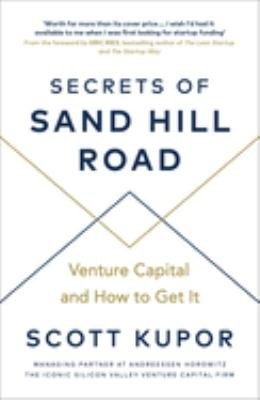 'Worth far more than its cover price ... I wish I'd had it
available to me when I was first looking for startup funding'
From the foreword by ERIC RIES, bestselling author of The Lean Startup
and The Startup Way
SECRETS OF
SAND HILL
ROAD
Venture Capital
and How to Get It
SCOTT KUPOR
MANAGING PARTNER AT ANDREESSEN HOROWITZ
THE ICONIC SILICON VALLEY VENTURE CAPITAL FIRM